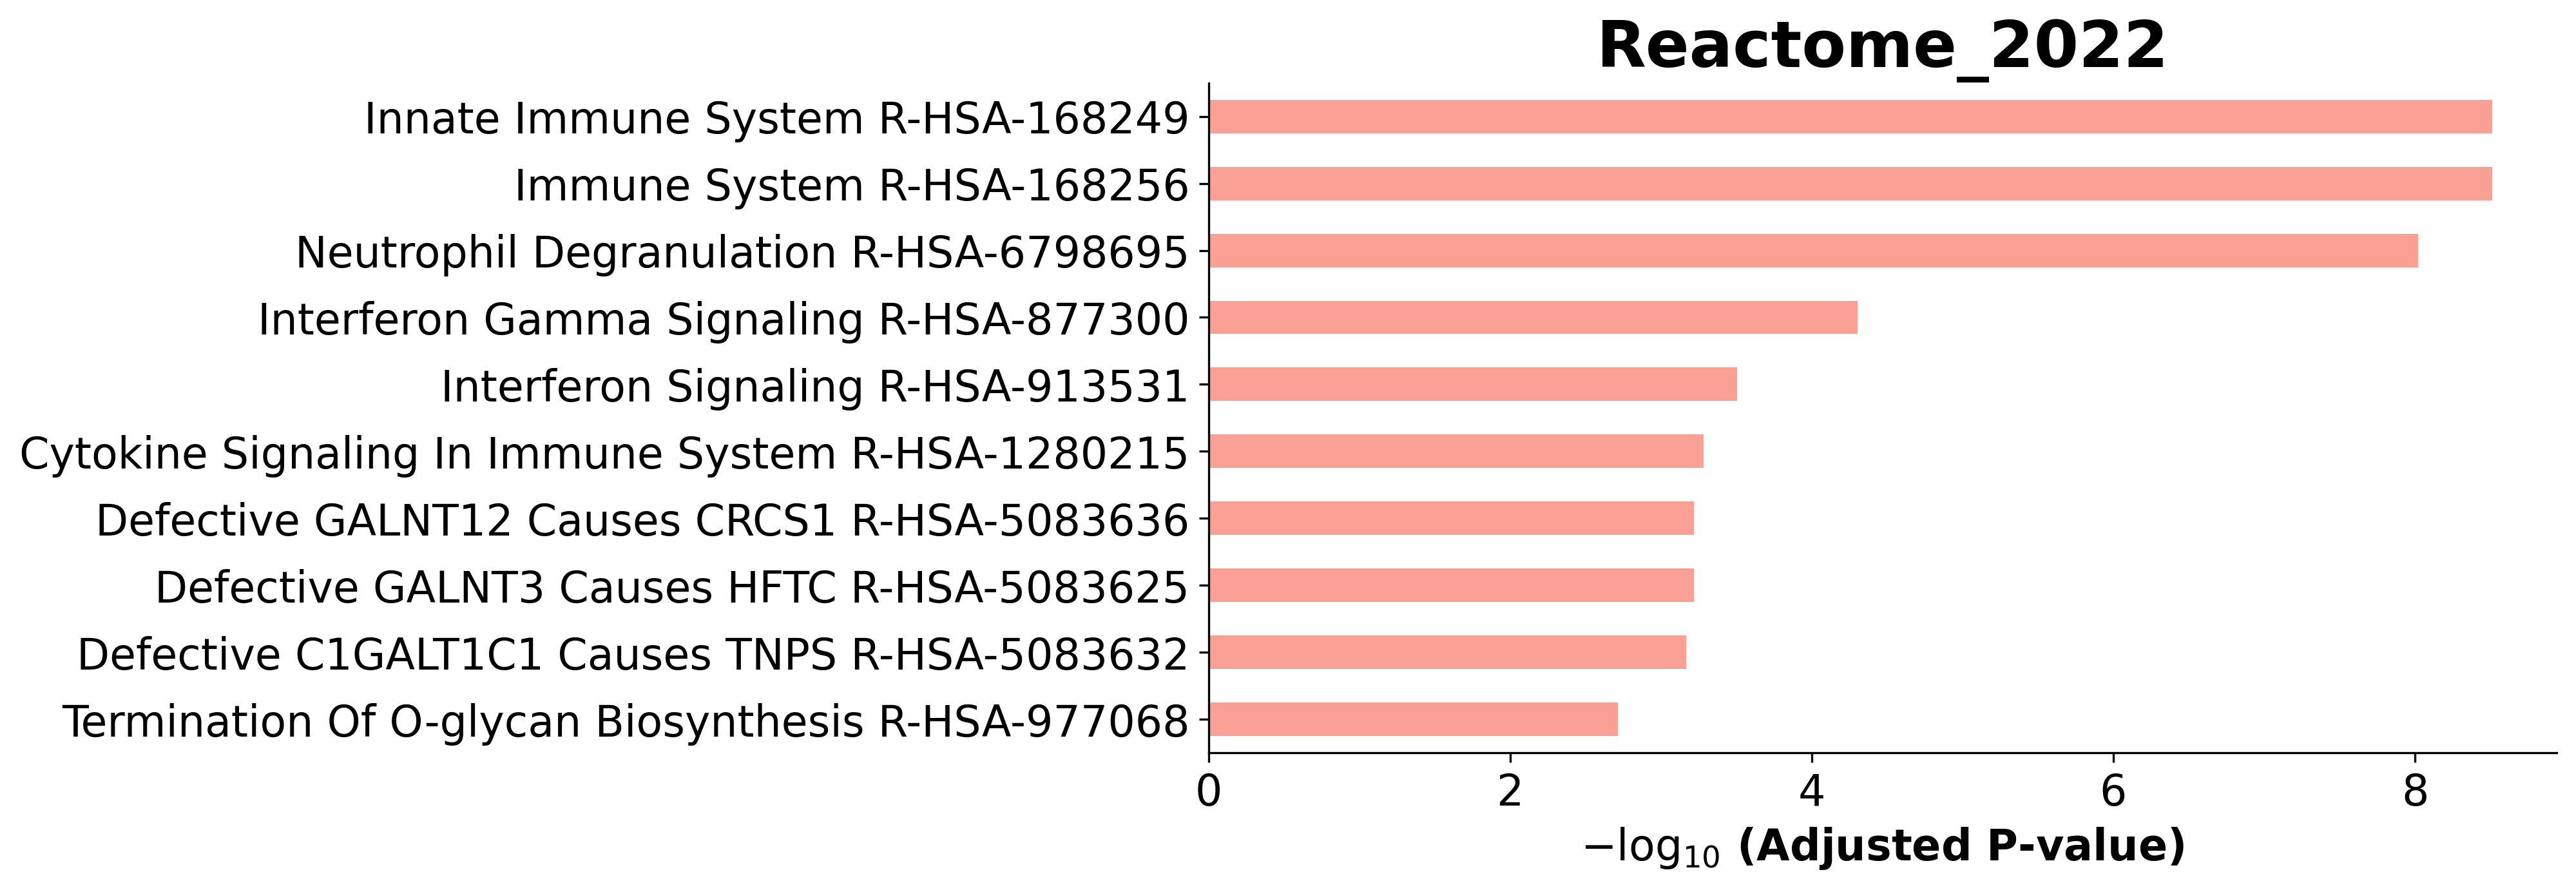 Reactome_2022
Innate Immune System R-HSA-168249
Immune System R-HSA-168256
Neutrophil Degranulation R-HSA-6798695
Interferon Gamma Signaling R-HSA-877300
Interferon Signaling R-HSA-913531
Cytokine Signaling In Immune System R-HSA-1280215
Defective GALNT12 Causes CRCS1 R-HSA-5083636
Defective GALNT3 Causes HFTC R-HSA-5083625
Defective C1GALT1C1 Causes TNPS R-HSA-5083632
Termination Of O-glycan Biosynthesis R-HSA-977068
0 2 4 6 8
−log₁₀ (Adjusted P-value)